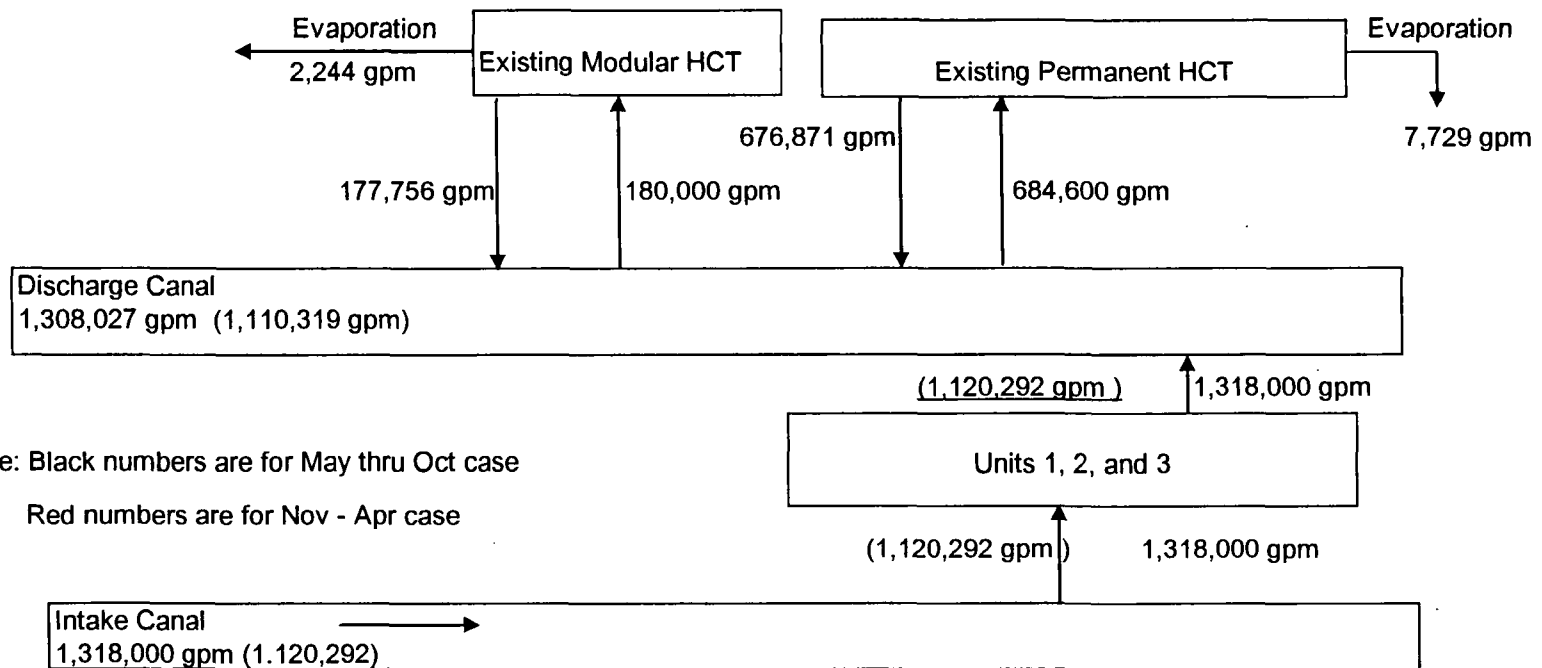 Evaporation
2,244 gpm
Existing Modular HCT
Existing Permanent HCT
Evaporation
7,729 gpm
177,756 gpm
180,000 gpm
676,871 gpm
684,600 gpm
Discharge Canal
1,308,027 gpm (1,110,319 gpm)
(1,120,292 gpm )
1,318,000 gpm
Units 1, 2, and 3
e: Black numbers are for May thru Oct case
Red numbers are for Nov - Apr case
(1,120,292 gpm )
1,318,000 gpm
Intake Canal
1,318,000 gpm (1.120,292)